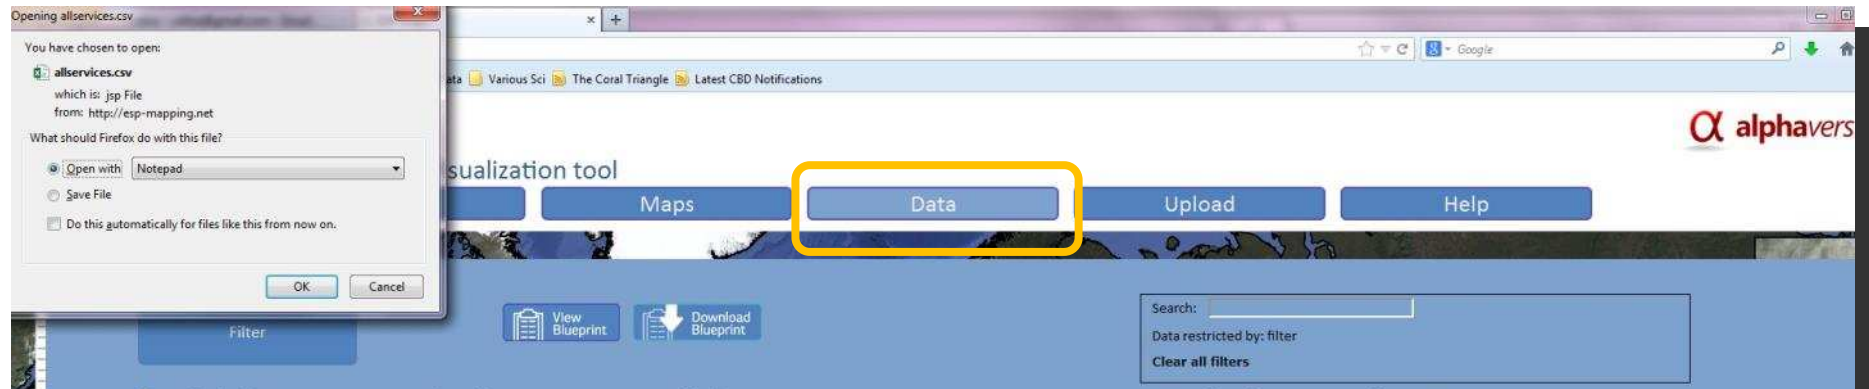 Opening allservices.csv
You have chosen to open:
allservices.csv
which is: jsp File
from: http://esp-mapping.net
What should Firefox do with this file?
Open with Notepad
Save File
Do this automatically for files like this from now on.
OK Cancel
Google
ata Various Sci The Coral Triangle Latest CBD Notifications
α alphavers
sualization tool
Maps Data Upload Help
Filter
View
Blueprint
Download
Blueprint
Search:
Data restricted by: filter
Clear all filters